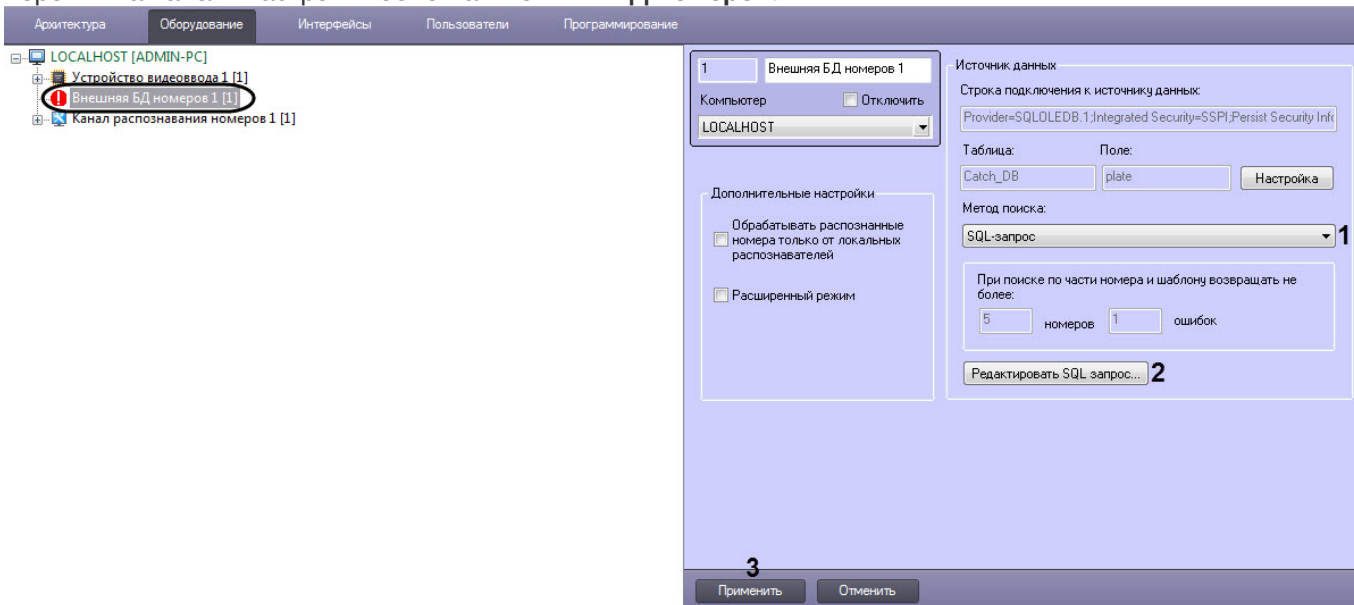 Архитектура Оборудование Интерфейсы Пользователи Программирование
LOCALHOST [ADMIN-PC]
Устройство видеоввода 1 [1]
Внешняя БД номеров 1 [1]
Канал распознавания номеров 1 [1]
1 Внешняя БД номеров 1
Компьютер Отключить
LOCALHOST
Дополнительные настройки
Обрабатывать распознанные
номера только от локальных
распознавателей
Расширенный режим
Источник данных
Строка подключения к источнику данных:
Provider=SQLOLEDB.1;Integrated Security=SSPI;Persist Security Info
Таблица: Поле:
Catch_DB plate Настройка
Метод поиска:
SQL-запрос 1
При поиске по части номера и шаблону возвращать не
более:
5 номеров 1 ошибок
Редактировать SQL запрос... 2
3
Применить Отменить